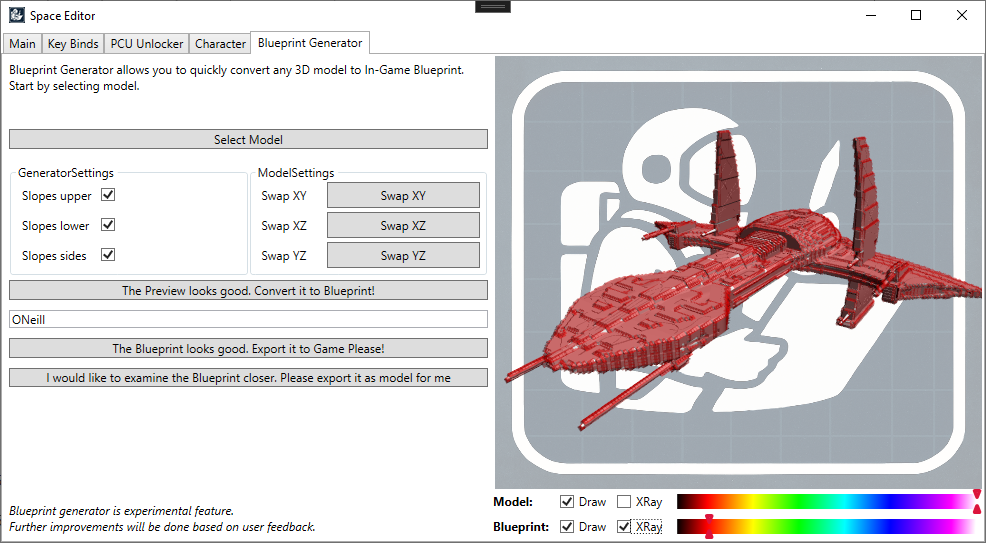 Space Editor
Main
Key Binds
PCU Unlocker
Character
Blueprint Generator
Blueprint Generator allows you to quickly convert any 3D model to In-Game Blueprint.
Start by selecting model.
Select Model
GeneratorSettings
Slopes upper
Slopes lower
Slopes sides
ModelSettings
Swap XY
Swap XY
Swap XZ
Swap XZ
Swap YZ
Swap YZ
The Preview looks good. Convert it to Blueprint!
ONeill
The Blueprint looks good. Export it to Game Please!
I would like to examine the Blueprint closer. Please export it as model for me
Blueprint generator is experimental feature.
Further improvements will be done based on user feedback.
Model:
Draw
XRay
Blueprint:
Draw
XRay